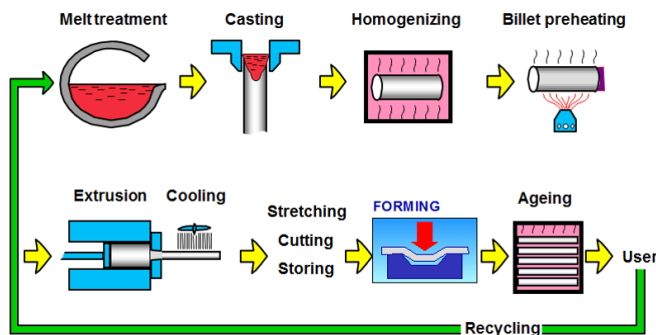 Melt treatment
Casting
Homogenizing
Billet preheating
Extrusion
Cooling
Stretching
Cutting
Storing
FORMING
Ageing
User
Recycling